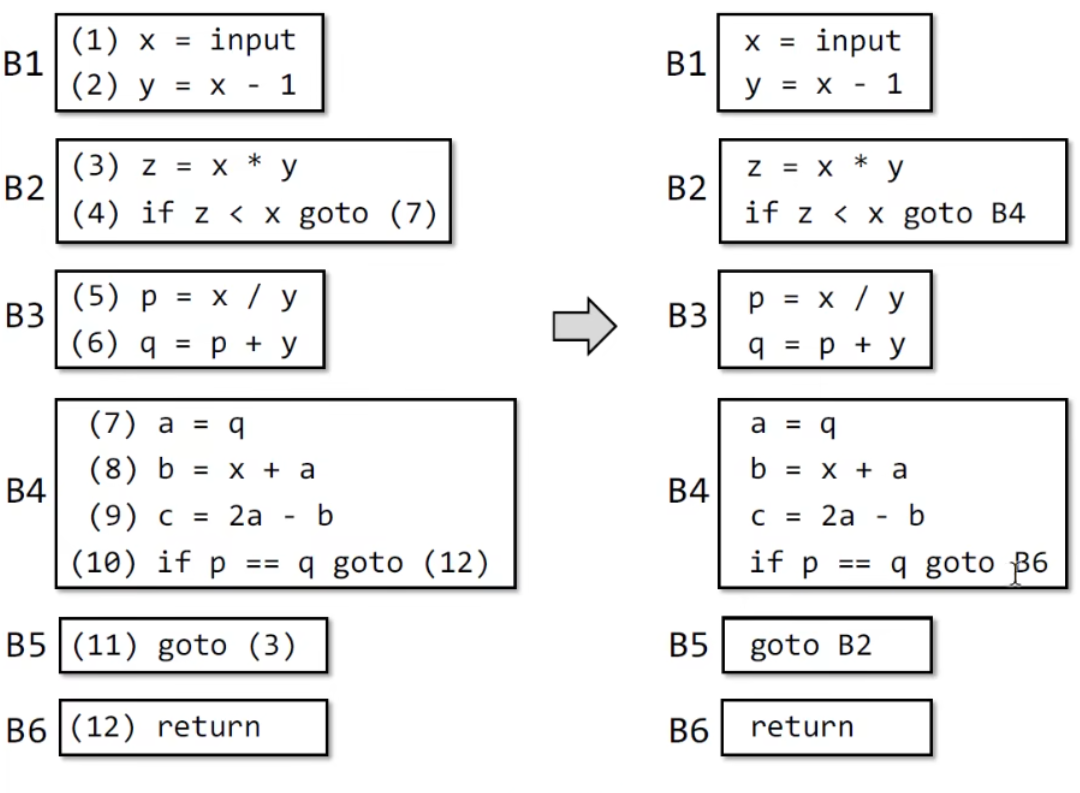 B1
(1) x = input
(2) y = x - 1
B2
(3) z = x * y
(4) if z < x goto (7)
B3
(5) p = x / y
(6) q = p + y
B4
(7) a = q
(8) b = x + a
(9) c = 2a - b
(10) if p == q goto (12)
B5
(11) goto (3)
B6
(12) return
B1
x = input
y = x - 1
B2
z = x * y
if z < x goto B4
B3
p = x / y
q = p + y
B4
a = q
b = x + a
c = 2a - b
if p == q goto B6
B5
goto B2
B6
return